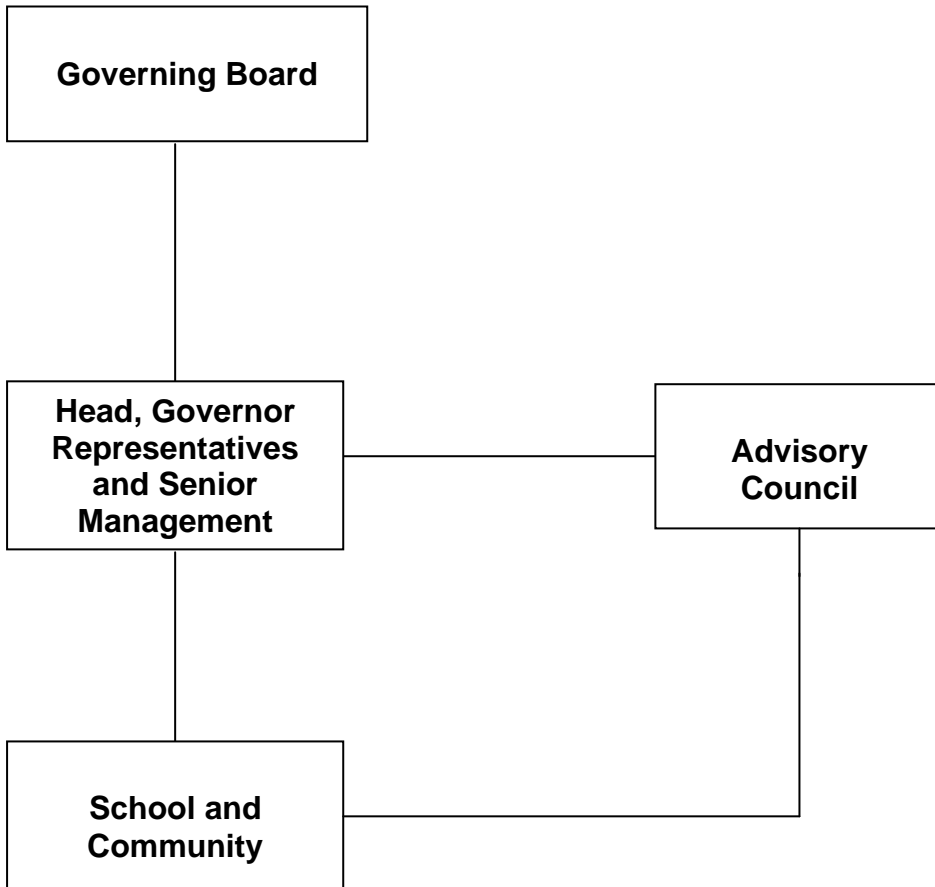 Governing Board
Head, Governor
Representatives
and Senior
Management
Advisory
Council
School and
Community